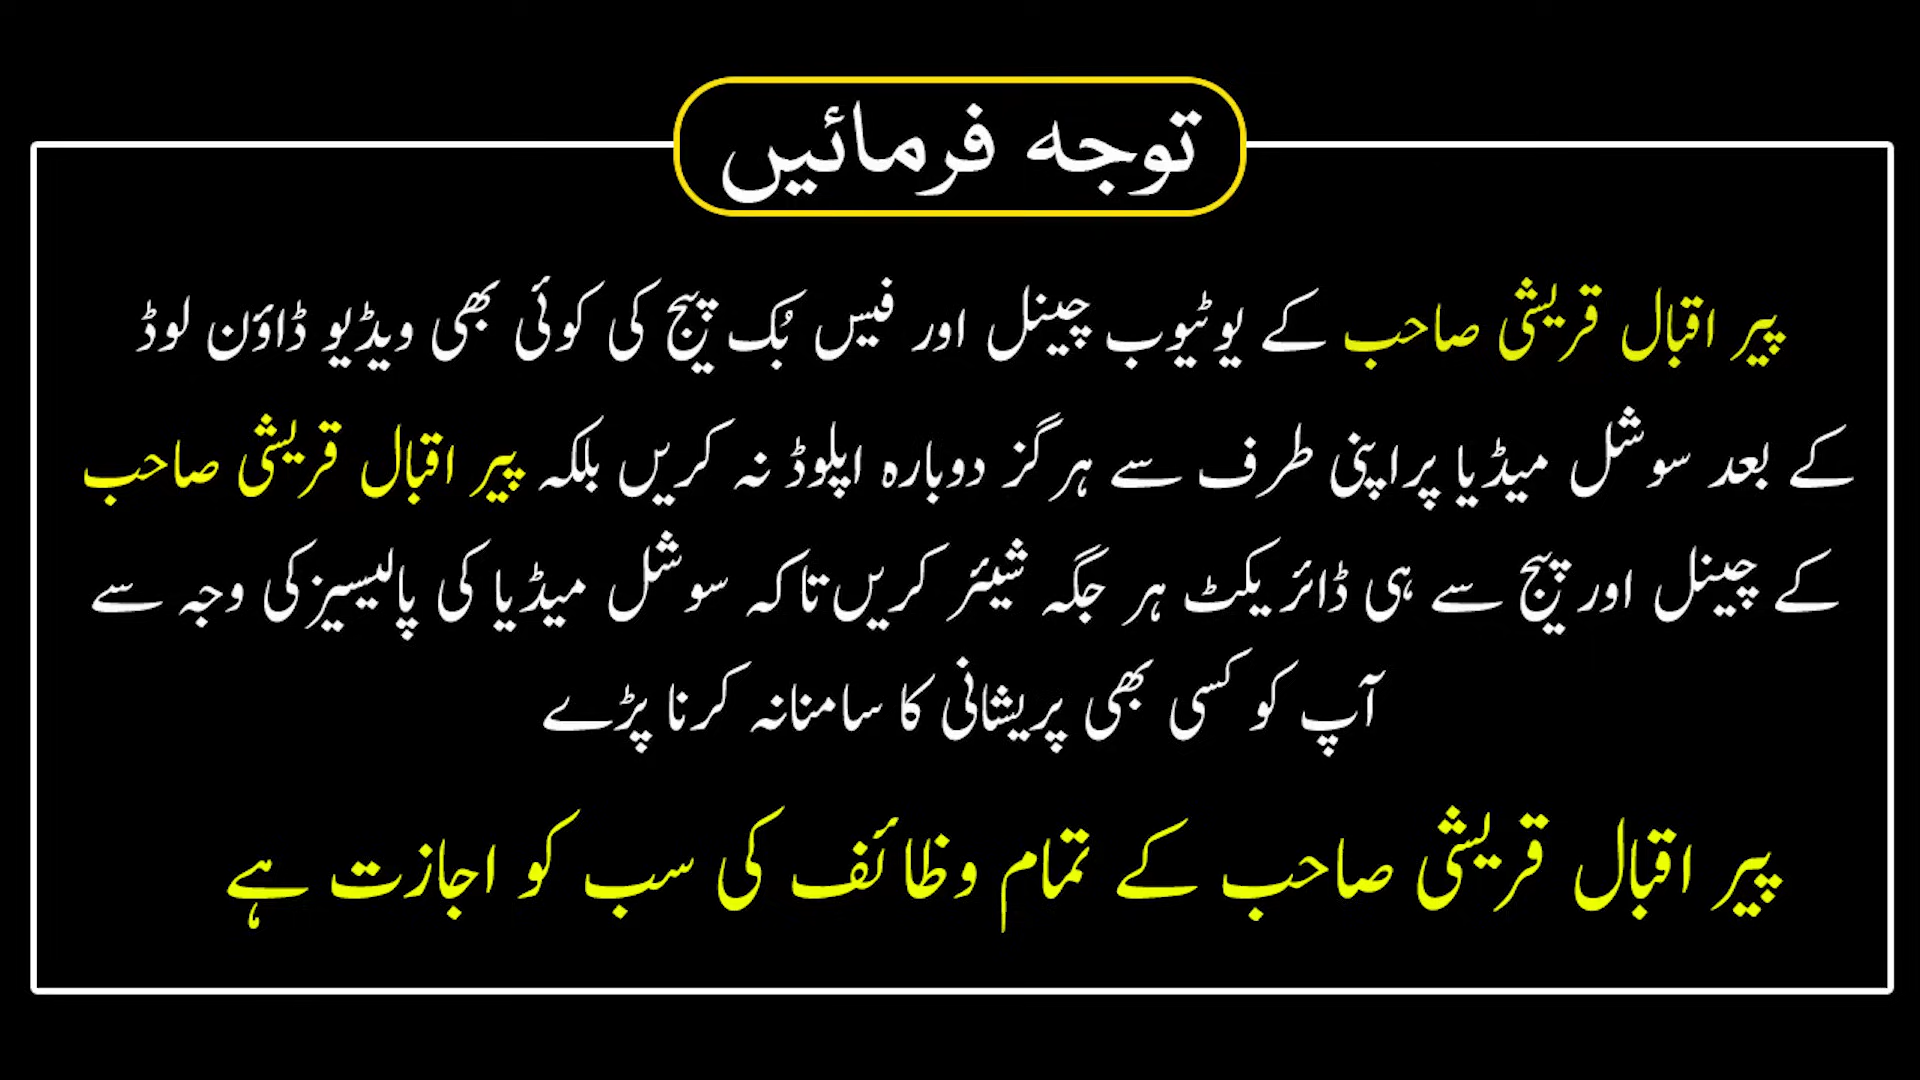 توجہ فرمائیں
پیر اقبال قریشی صاحب کے یوٹیوب چینل اور فیس بُک پیج کی کوئی بھی ویڈیو ڈاؤن لوڈ
کے بعد سوشل میڈیا پر اپنی طرف سے ہرگز دوبارہ اپلوڈ نہ کریں بلکہ پیر اقبال قریشی صاحب
کے چینل اور پیج سے ہی ڈائریکٹ ہر جگہ شیئر کریں تاکہ سوشل میڈیا کی پالیسیز کی وجہ سے
آپ کو کسی بھی پریشانی کا سامنا نہ کرنا پڑے
پیر اقبال قریشی صاحب کے تمام وظائف کی سب کو اجازت ہے